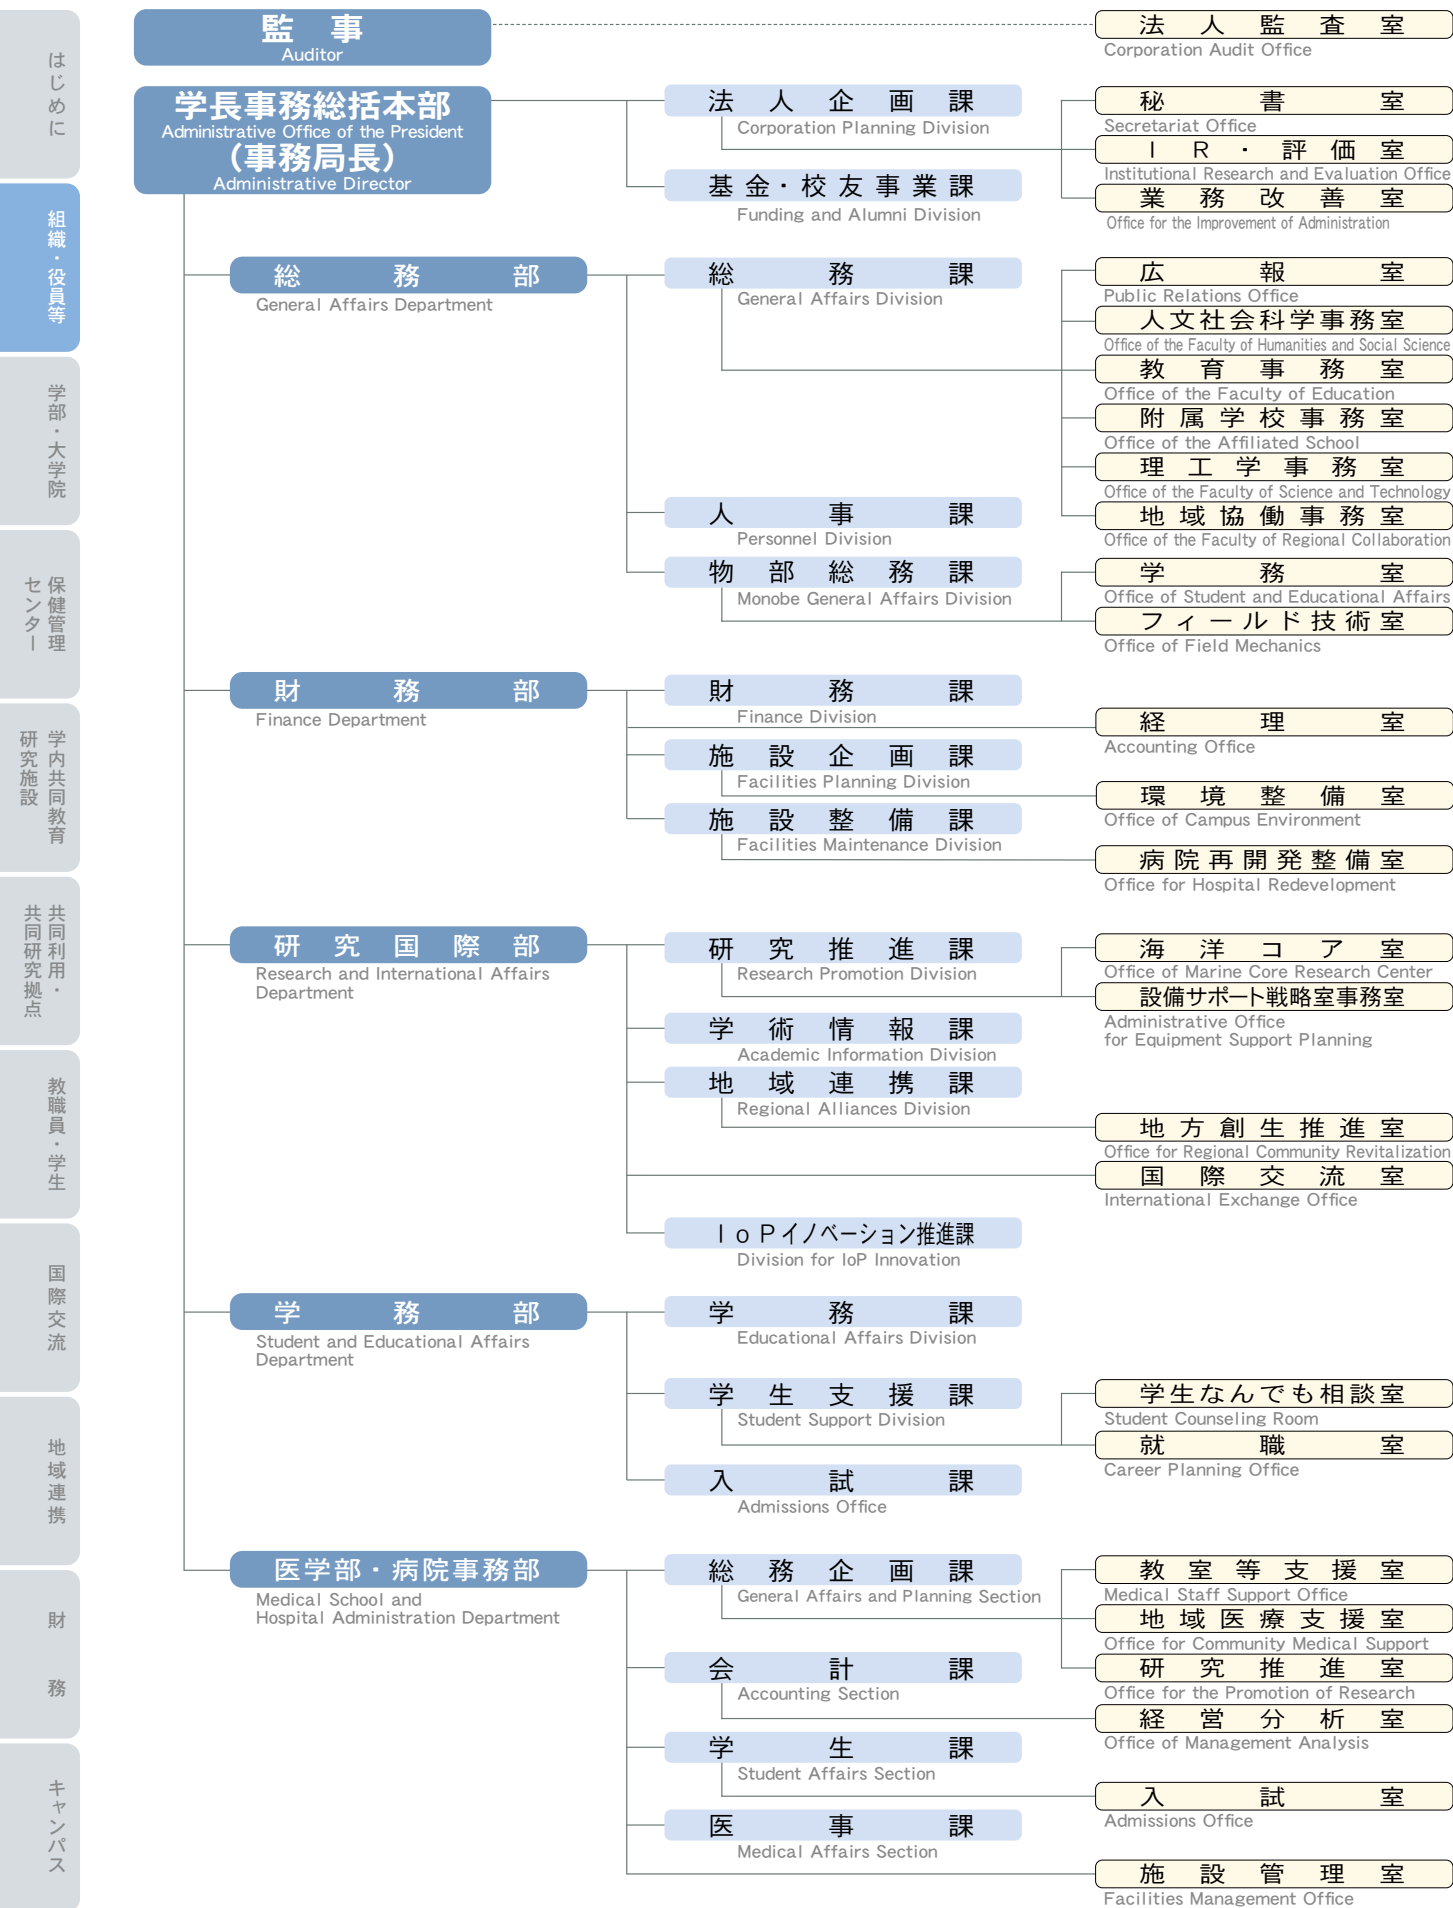 はじめに
組織・役員等
学部・大学院
保健管理
センター
学内共同教育
研究施設
共同利用・
共同研究拠点
教職員・学生
国際交流
地域連携
財務
キャンパス
監事
Auditor
法人監査室
Corporation Audit Office
学長事務総括本部
Administrative Office of the President
（事務局長）
Administrative Director
法人企画課
Corporation Planning Division
秘書室
Secretariat Office
ＩＲ・評価室
Institutional Research and Evaluation Office
業務改善室
Office for the Improvement of Administration
基金・校友事業課
Funding and Alumni Division
総務部
General Affairs Department
総務課
General Affairs Division
広報室
Public Relations Office
人文社会科学事務室
Office of the Faculty of Humanities and Social Science
教育事務室
Office of the Faculty of Education
附属学校事務室
Office of the Affiliated School
理工学事務室
Office of the Faculty of Science and Technology
地域協働事務室
Office of the Faculty of Regional Collaboration
人事課
Personnel Division
物部総務課
Monobe General Affairs Division
学務室
Office of Student and Educational Affairs
フィールド技術室
Office of Field Mechanics
財務部
Finance Department
財務課
Finance Division
経理室
Accounting Office
施設企画課
Facilities Planning Division
環境整備室
Office of Campus Environment
施設整備課
Facilities Maintenance Division
病院再開発整備室
Office for Hospital Redevelopment
研究国際部
Research and International Affairs
Department
研究推進課
Research Promotion Division
海洋コア室
Office of Marine Core Research Center
設備サポート戦略室事務室
Administrative Office
for Equipment Support Planning
学術情報課
Academic Information Division
地域連携課
Regional Alliances Division
地方創生推進室
Office for Regional Community Revitalization
国際交流室
International Exchange Office
ＩｏＰイノベーション推進課
Division for IoP Innovation
学務部
Student and Educational Affairs
Department
学務課
Educational Affairs Division
学生支援課
Student Support Division
学生なんでも相談室
Student Counseling Room
就職室
Career Planning Office
入試課
Admissions Office
医学部・病院事務部
Medical School and
Hospital Administration Department
総務企画課
General Affairs and Planning Section
教室等支援室
Medical Staff Support Office
地域医療支援室
Office for Community Medical Support
研究推進室
Office for the Promotion of Research
会計課
Accounting Section
経営分析室
Office of Management Analysis
学生課
Student Affairs Section
入試室
Admissions Office
医事課
Medical Affairs Section
施設管理室
Facilities Management Office